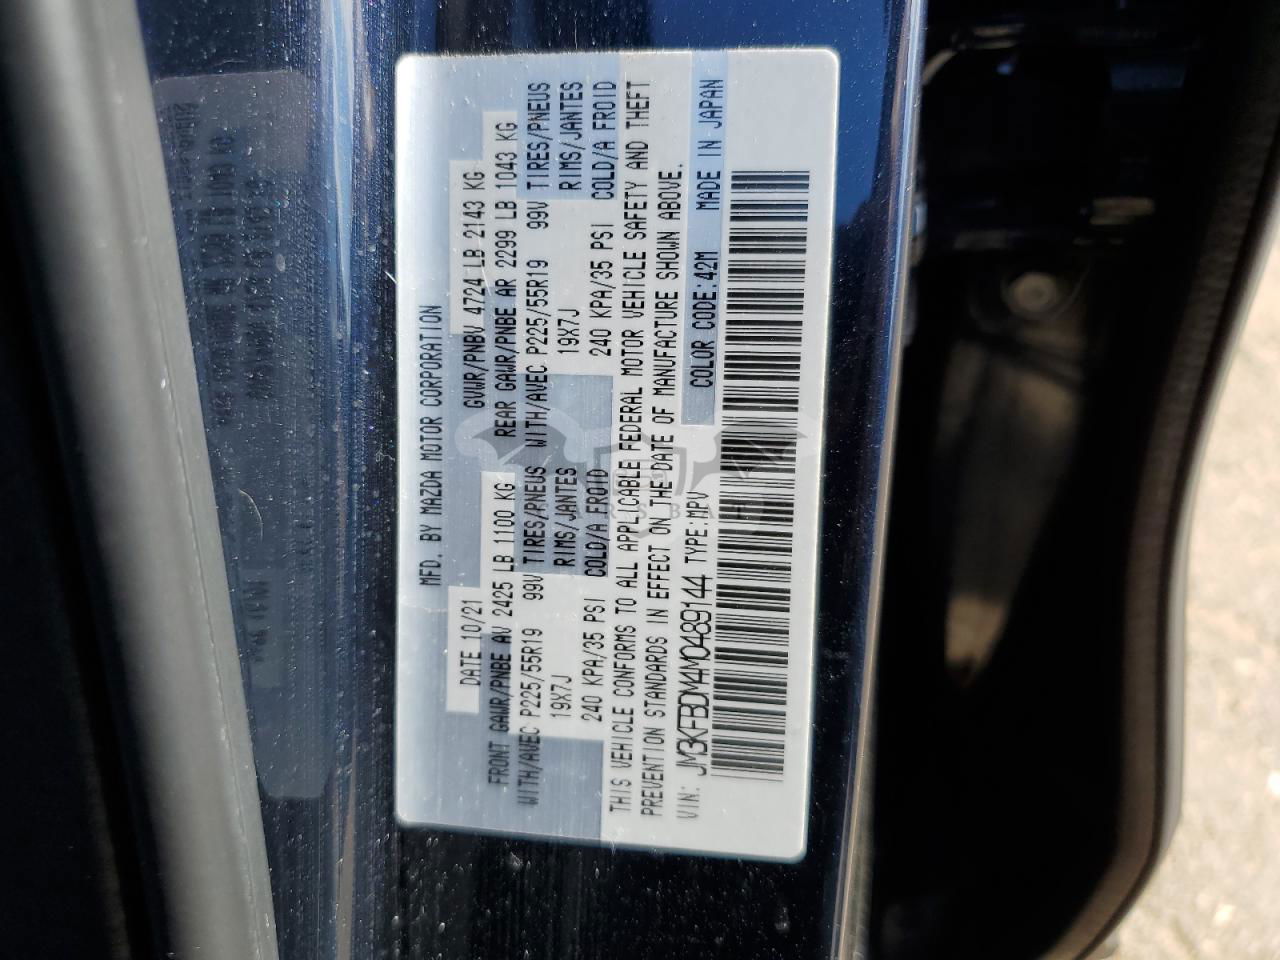 MFD. BY MAZDA MOTOR CORPORATION
DATE 10/21 GVWR/PNBV 4724 LB 2143 KG
FRONT GAWR/PNBE AV 2425 LB 1100 KG REAR GAWR/PNBE AR 2299 LB 1043 KG
WITH/AVEC P225/55R19 99V TIRES/PNEUS WITH/AVEC P225/55R19 99V TIRES/PNEUS
19X7J RIMS/JANTES 19X7J RIMS/JANTES
240 KPA/35 PSI COLD/A FROID 240 KPA/35 PSI COLD/A FROID
THIS VEHICLE CONFORMS TO ALL APPLICABLE FEDERAL MOTOR VEHICLE SAFETY AND THEFT
PREVENTION STANDARDS IN EFFECT ON THE DATE OF MANUFACTURE SHOWN ABOVE.
VIN: JM3KFBDM4M0489144 TYPE:MPV COLOR CODE:42M MADE IN JAPAN